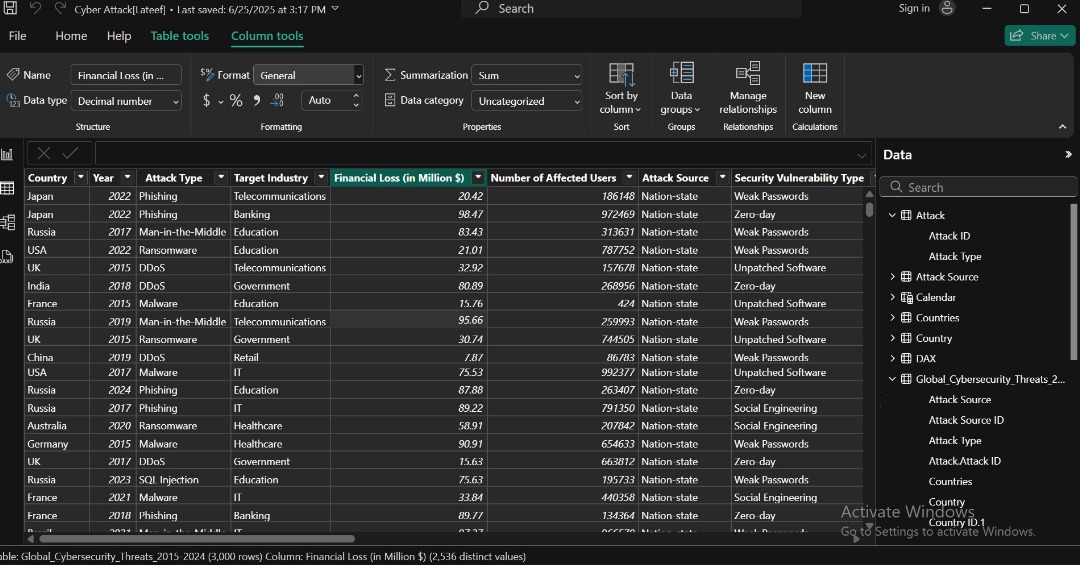 Cyber Attack[Lateef] • Last saved: 6/25/2025 at 3:17 PM
Search
Sign in
File Home Help Table tools Column tools
Share
Name Financial Loss (in ...
$% Format General
Summarization Sum
Data type Decimal number
$ % Auto
Data category Uncategorized
Sort by column
Data groups
Manage relationships
New column
Structure Formatting Properties Sort Groups Relationships Calculations
Data
Search
Country Year Attack Type Target Industry Financial Loss (in Million $) Number of Affected Users Attack Source Security Vulnerability Type
Japan 2022 Phishing Telecommunications 20.42 186148 Nation-state Weak Passwords
Japan 2022 Phishing Banking 98.47 972469 Nation-state Zero-day
Russia 2017 Man-in-the-Middle Education 83.43 313631 Nation-state Weak Passwords
USA 2022 Ransomware Education 21.01 787752 Nation-state Weak Passwords
UK 2015 DDoS Telecommunications 32.92 157678 Nation-state Unpatched Software
India 2018 DDoS Government 80.89 268956 Nation-state Zero-day
France 2015 Malware Education 15.76 424 Nation-state Unpatched Software
Russia 2019 Man-in-the-Middle Telecommunications 95.66 259993 Nation-state Weak Passwords
UK 2015 Ransomware Government 30.74 744505 Nation-state Unpatched Software
China 2019 DDoS Retail 7.87 86783 Nation-state Weak Passwords
USA 2017 Malware IT 75.53 992377 Nation-state Unpatched Software
Russia 2024 Phishing Education 87.88 263407 Nation-state Zero-day
Russia 2017 Phishing IT 89.22 791350 Nation-state Social Engineering
Australia 2020 Ransomware Healthcare 58.91 207842 Nation-state Social Engineering
Germany 2015 Malware Healthcare 90.91 654633 Nation-state Weak Passwords
UK 2017 DDoS Government 15.63 663812 Nation-state Zero-day
Russia 2023 SQL Injection Education 75.63 195733 Nation-state Weak Passwords
France 2021 Malware IT 33.84 440358 Nation-state Social Engineering
France 2018 Phishing Banking 89.77 134364 Nation-state Zero-day
Attack
Attack ID
Attack Type
Attack Source
Calendar
Countries
Country
DAX
Global_Cybersecurity_Threats_2...
Attack Source
Attack Source ID
Attack Type
Attack.Attack ID
Countries
Country
Country ID.1
Activate Windows
Go to Settings to activate Windows.
able: Global_Cybersecurity_Threats_2015-2024 (3,000 rows) Column: Financial Loss (in Million $) (2,536 distinct values)